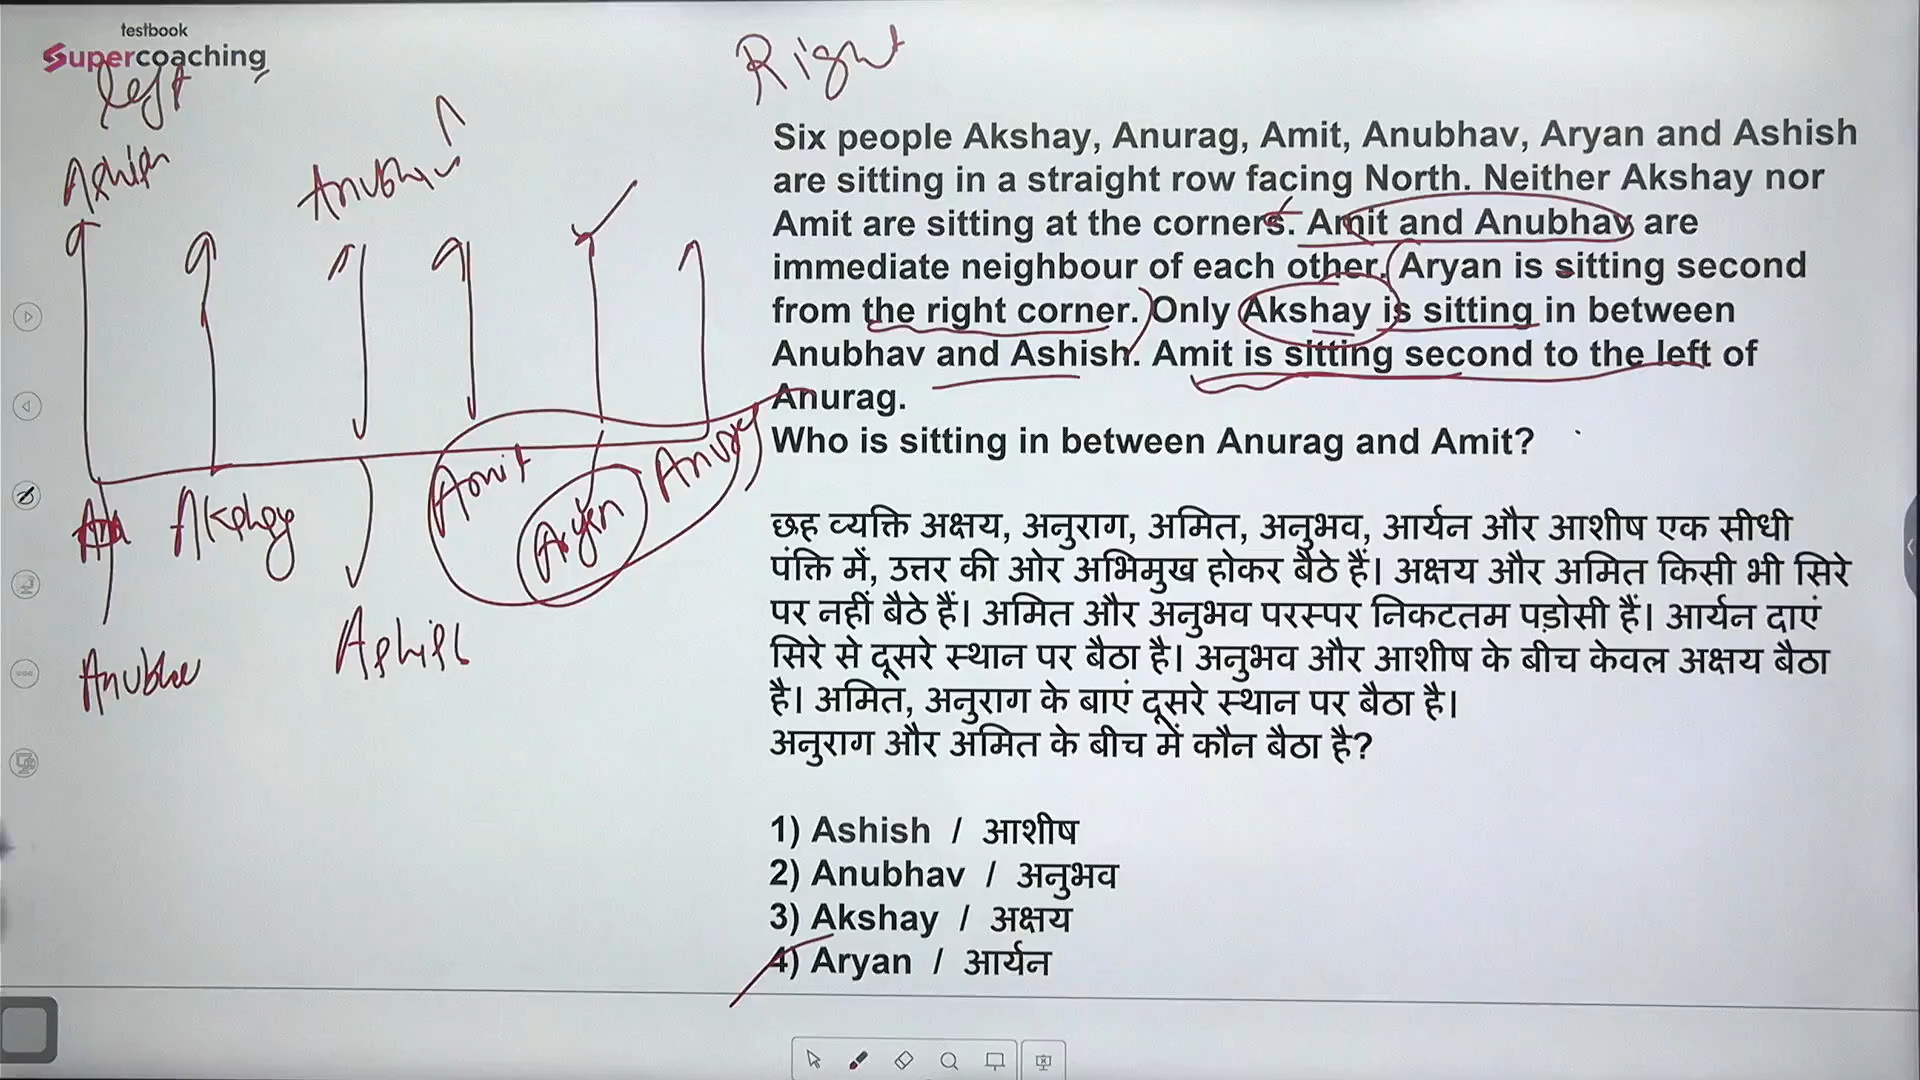 testbook
Supercoaching
left
Right
Ashish
Anubhav
Six people Akshay, Anurag, Amit, Anubhav, Aryan and Ashish
are sitting in a straight row facing North. Neither Akshay nor
Amit are sitting at the corners. Amit and Anubhav are
immediate neighbour of each other. Aryan is sitting second
from the right corner. Only Akshay is sitting in between
Anubhav and Ashish. Amit is sitting second to the left of
Anurag.
Who is sitting in between Anurag and Amit?
Akshay
Amit
Aryan
Ashish
छह व्यक्ति अक्षय, अनुराग, अमित, अनुभव, आर्यन और आशीष एक सीधी
पंक्ति में, उत्तर की ओर अभिमुख होकर बैठे हैं। अक्षय और अमित किसी भी सिरे
पर नहीं बैठे हैं। अमित और अनुभव परस्पर निकटतम पड़ोसी हैं। आर्यन दाएं
सिरे से दूसरे स्थान पर बैठा है। अनुभव और आशीष के बीच केवल अक्षय बैठा
है। अमित, अनुराग के बाएं दूसरे स्थान पर बैठा है।
अनुराग और अमित के बीच में कौन बैठा है?
1) Ashish / आशीष
2) Anubhav / अनुभव
3) Akshay / अक्षय
4) Aryan / आर्यन